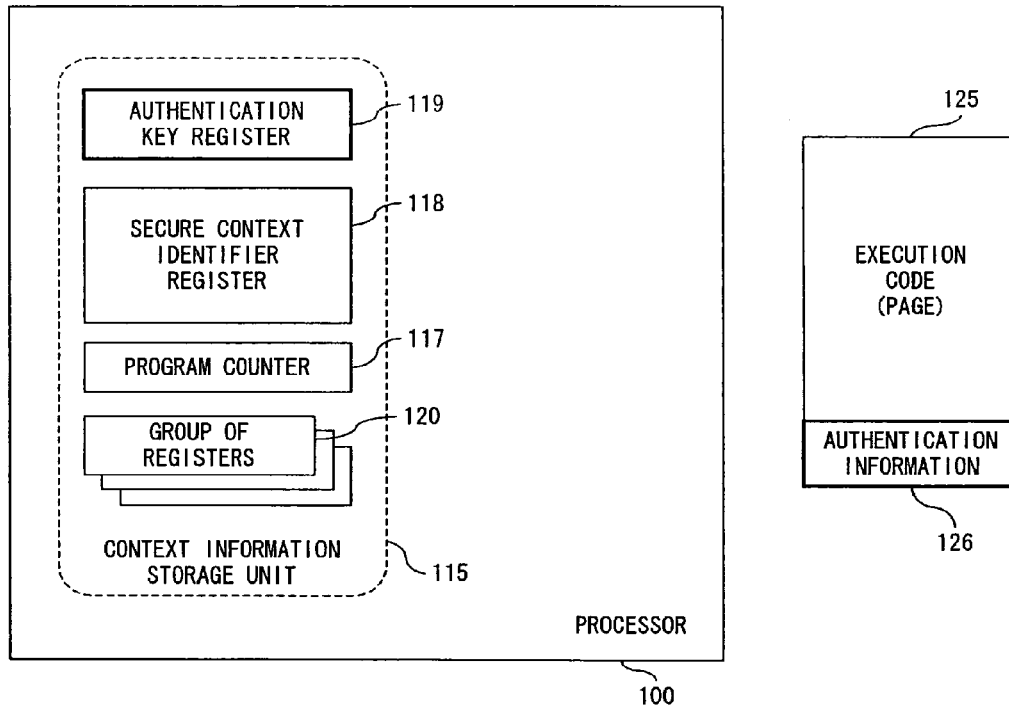 AUTHENTICATION
KEY REGISTER
119
SECURE CONTEXT
IDENTIFIER
REGISTER
118
PROGRAM COUNTER
117
GROUP OF
REGISTERS
120
CONTEXT INFORMATION
STORAGE UNIT
115
PROCESSOR
100
125
EXECUTION
CODE
(PAGE)
AUTHENTICATION
INFORMATION
126